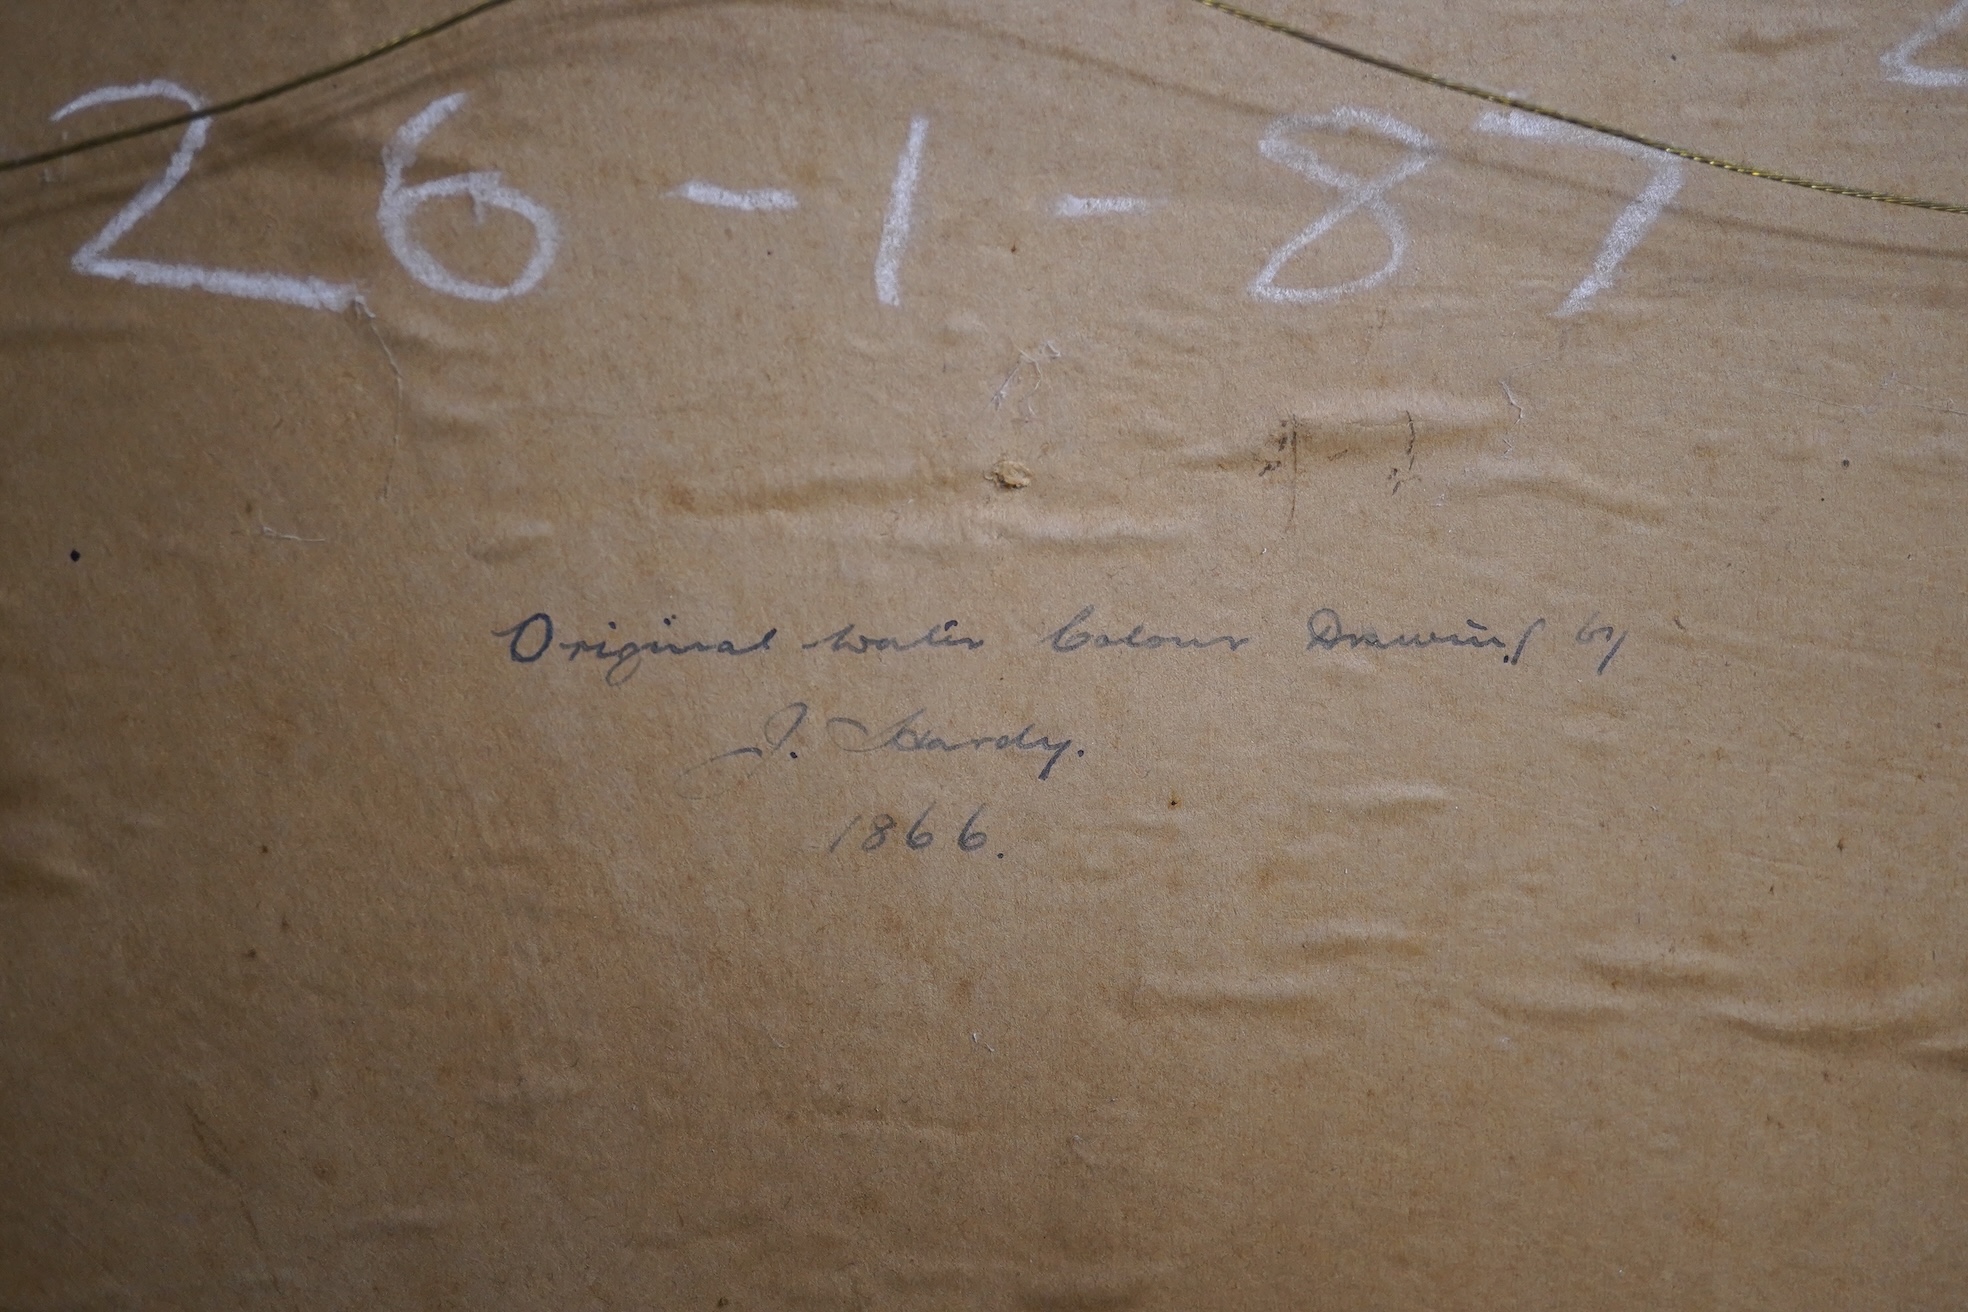 26-1-87
Original water Colour Drawing by
J. Hardy.
1866.